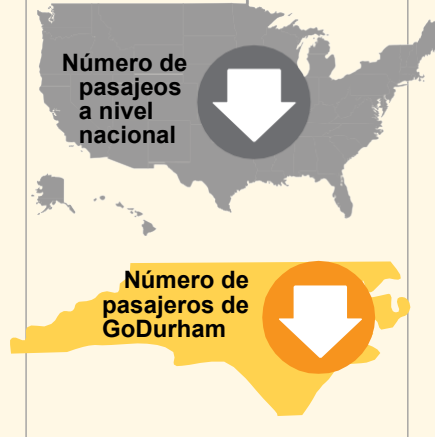 Número de
pasajeos
a nivel
nacional
Número de
pasajeros de
GoDurham